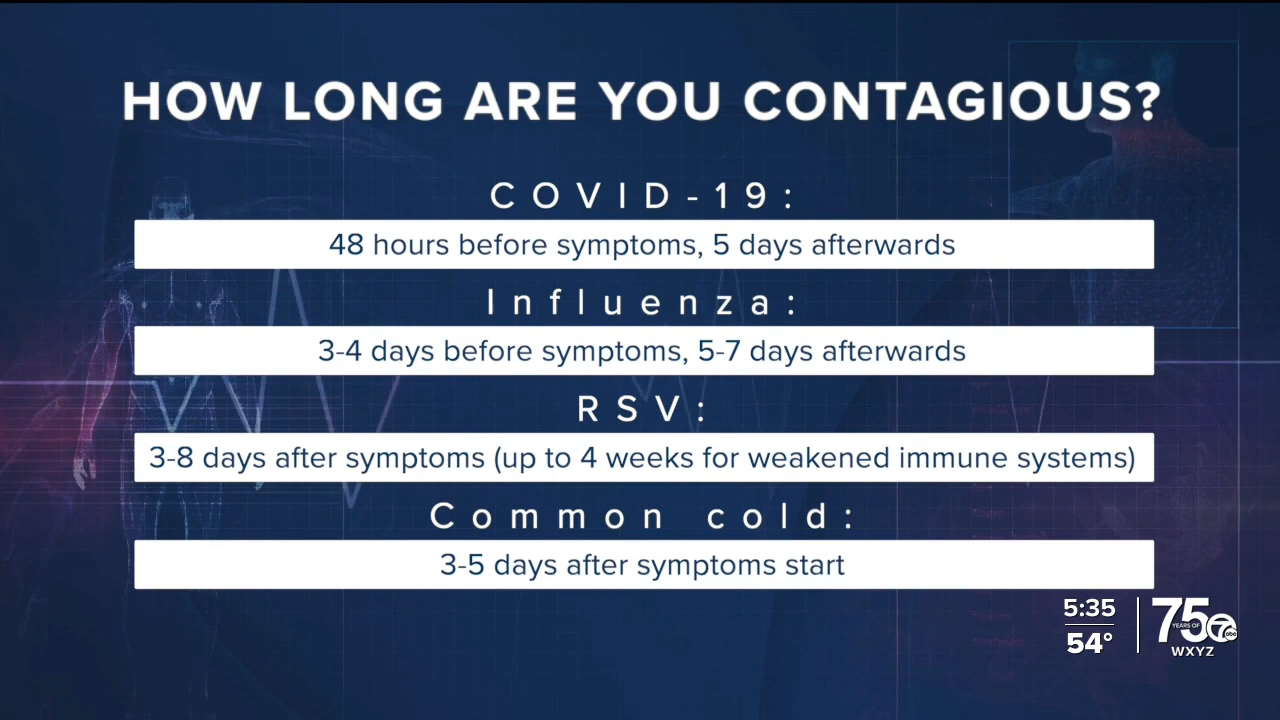 HOW LONG ARE YOU CONTAGIOUS?
COVID-19:
48 hours before symptoms, 5 days afterwards
Influenza:
3-4 days before symptoms, 5-7 days afterwards
RSV:
3-8 days after symptoms (up to 4 weeks for weakened immune systems)
Common cold:
3-5 days after symptoms start
5:35
54°
75 YEARS OF 7 abc
WXYZ